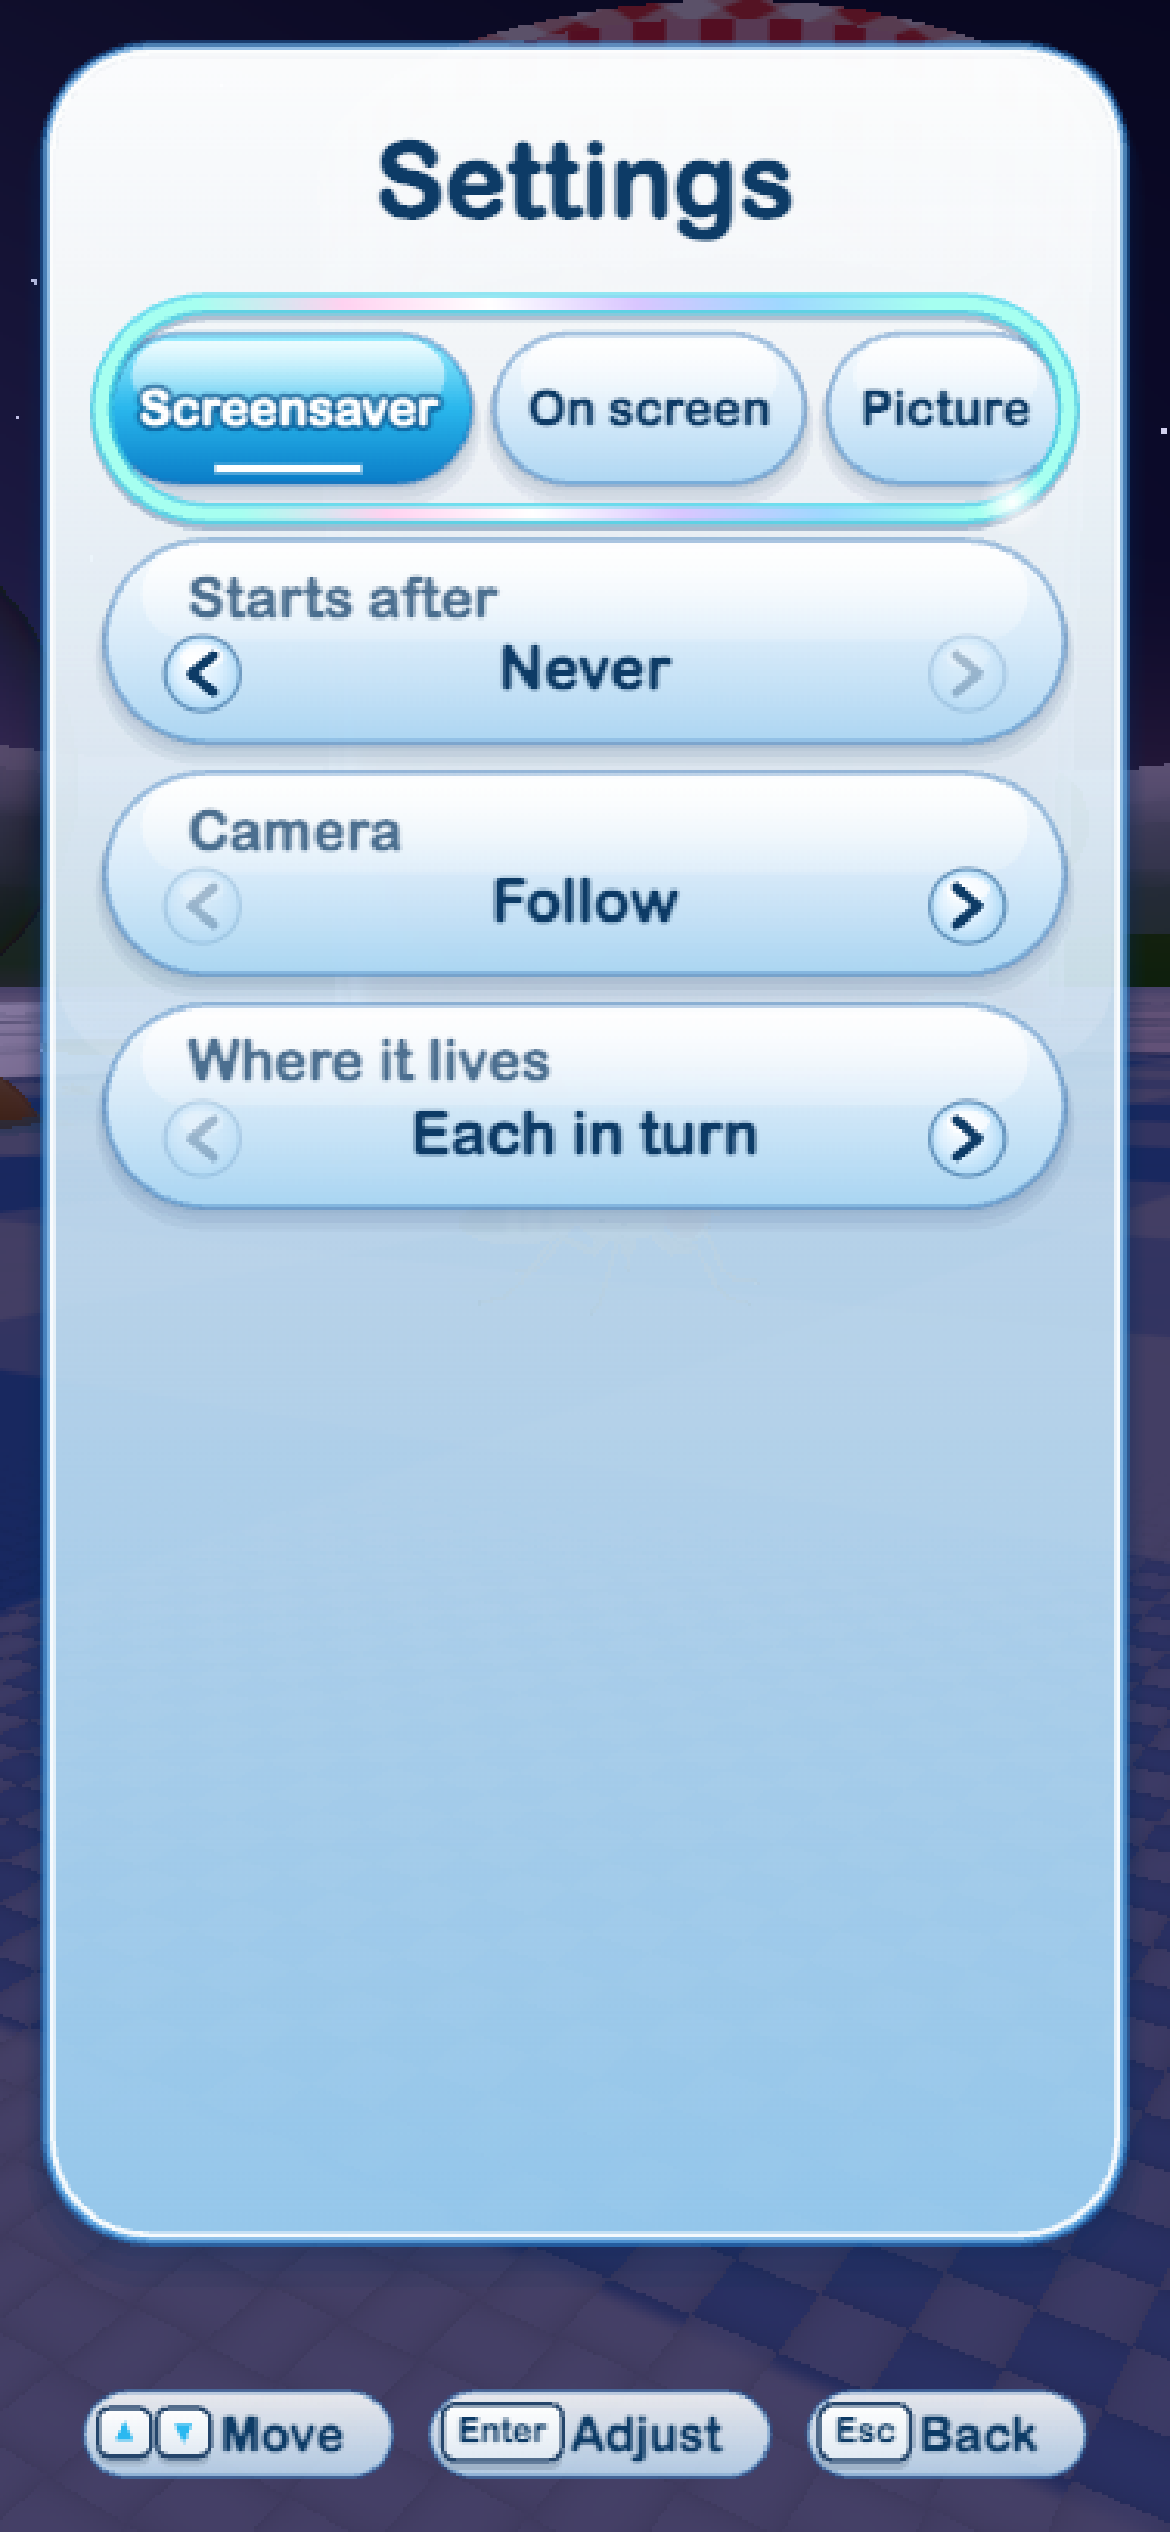 Settings
Screensaver On screen Picture
Starts after
Never
Camera
Follow
Where it lives
Each in turn
Move Enter Adjust Esc Back